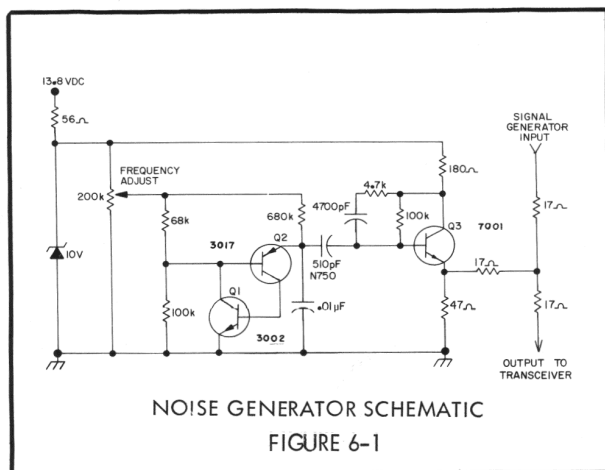 13.8 VDC
56Ω
SIGNAL
GENERATOR
INPUT
FREQUENCY
ADJUST
200k
4.7k
180Ω
4700pF
68k
680k
100k
Q3
7001
17Ω
3017
Q2
510pF
N750
17Ω
10V
Q1
17Ω
100k
.01µF
47Ω
3002
OUTPUT TO
TRANSCEIVER
NOISE GENERATOR SCHEMATIC
FIGURE 6-1